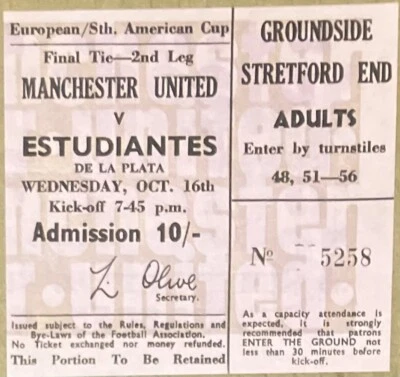 European/Sth. American Cup
Final Tie—2nd Leg
MANCHESTER UNITED
V
ESTUDIANTES
DE LA PLATA
WEDNESDAY, OCT. 16th
Kick-off 7-45 p.m.
Admission 10/-
L. Olive
Secretary.
Issued subject to the Rules, Regulations and
Bye-Laws of the Football Association.
No Ticket exchanged nor money refunded.
This Portion To Be Retained
GROUNDSIDE
STRETFORD END
ADULTS
Enter by turnstiles
48, 51—56
No 5258
As a capacity attendance is
expected, it is strongly
recommended that patrons
ENTER THE GROUND not
less than 30 minutes before
kick-off.